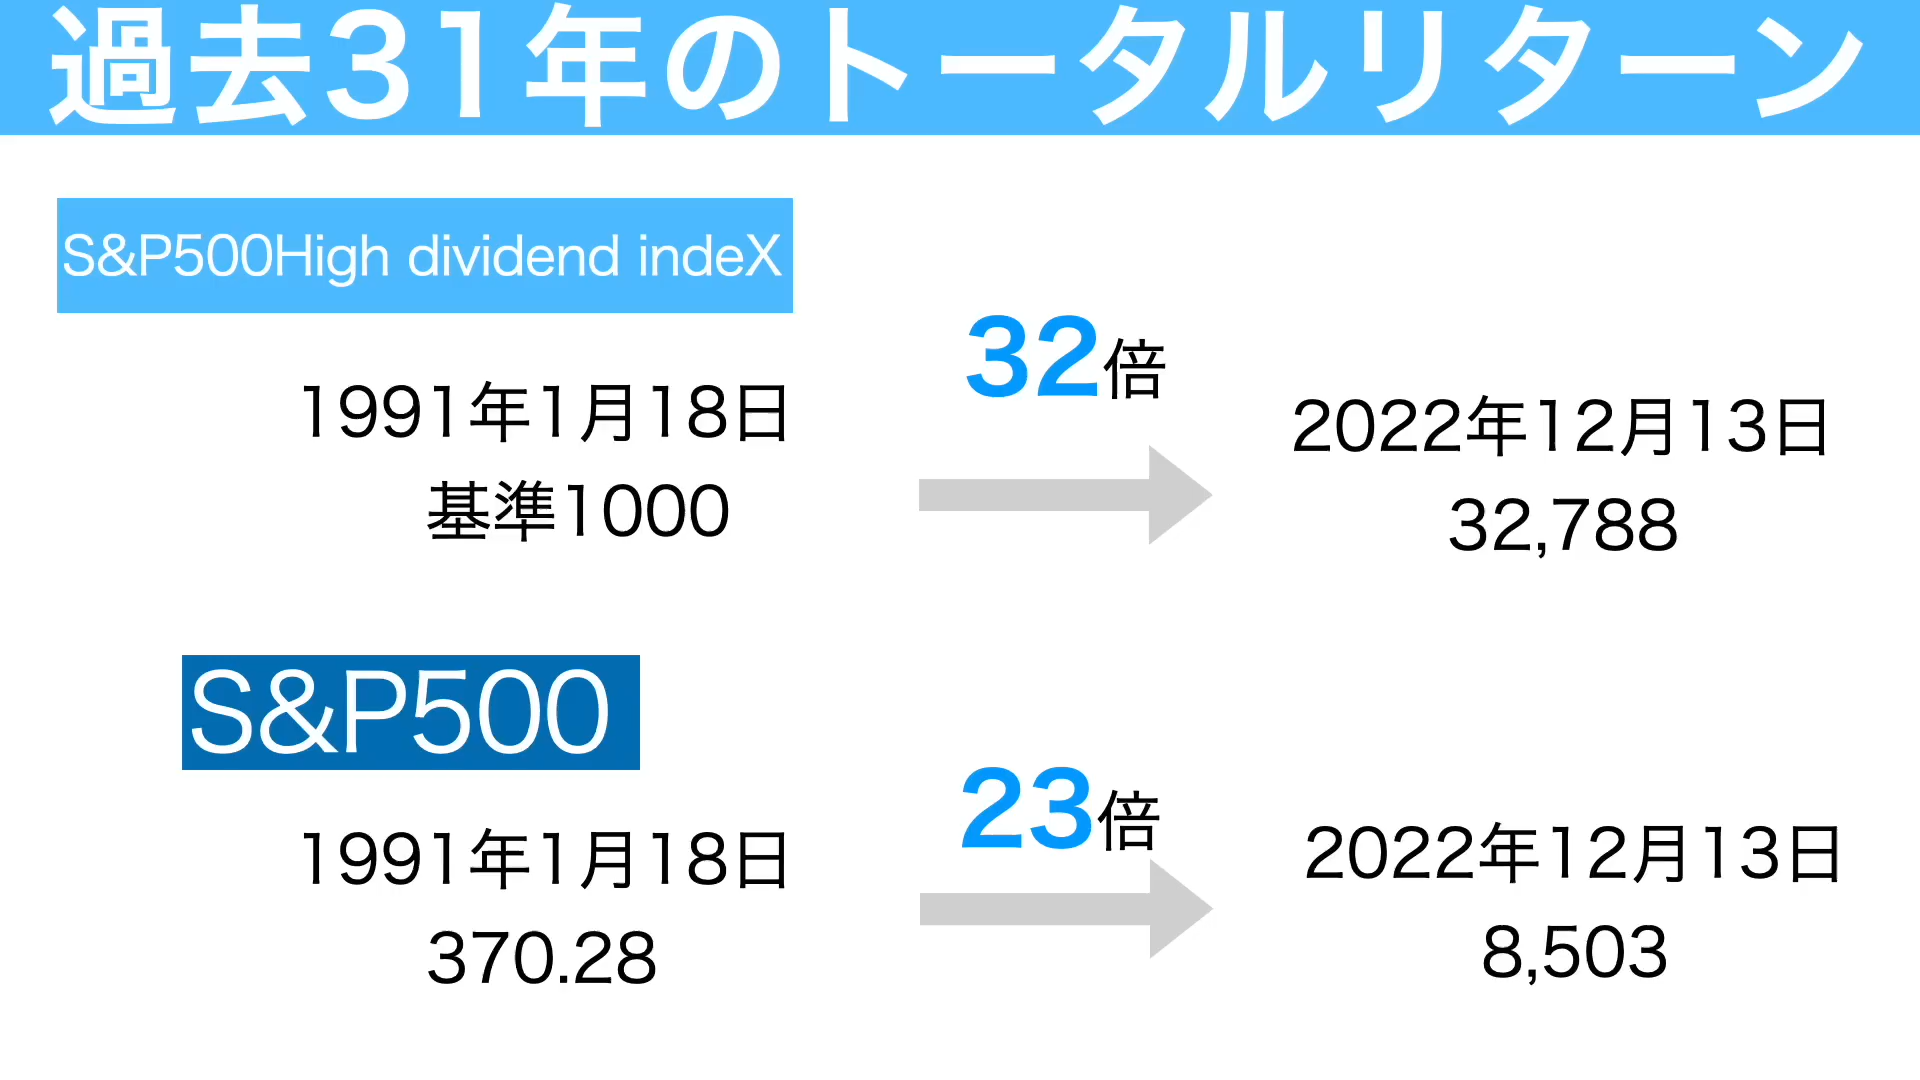 過去31年のトータルリターン
S&P500High dividend indeX
32倍
1991年1月18日
基準1000
2022年12月13日
32,788
S&P500
23倍
1991年1月18日
370.28
2022年12月13日
8,503